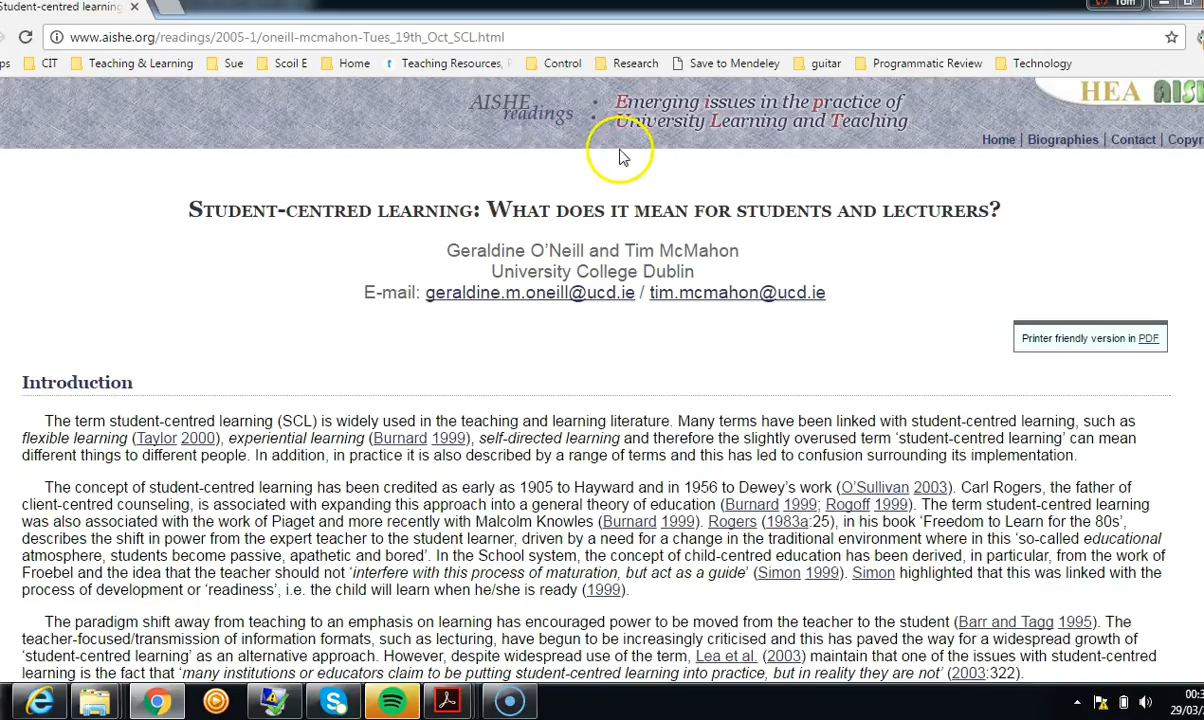 Student-centred learning
Tom
www.aishe.org/readings/2005-1/oneill-mcmahon-Tues_19th_Oct_SCL.html
ps CIT Teaching & Learning Sue Scoil E Home Teaching Resources, Control Research Save to Mendeley guitar Programmatic Review Technology
AISHE readings
Emerging issues in the practice of
University Learning and Teaching
HEA AISHE
Home | Biographies | Contact | Copyr
Student-centred learning: What does it mean for students and lecturers?
Geraldine O'Neill and Tim McMahon
University College Dublin
E-mail: geraldine.m.oneill@ucd.ie / tim.mcmahon@ucd.ie
Printer friendly version in PDF
Introduction
The term student-centred learning (SCL) is widely used in the teaching and learning literature. Many terms have been linked with student-centred learning, such as
flexible learning (Taylor 2000), experiential learning (Burnard 1999), self-directed learning and therefore the slightly overused term 'student-centred learning' can mean
different things to different people. In addition, in practice it is also described by a range of terms and this has led to confusion surrounding its implementation.
The concept of student-centred learning has been credited as early as 1905 to Hayward and in 1956 to Dewey's work (O'Sullivan 2003). Carl Rogers, the father of
client-centred counseling, is associated with expanding this approach into a general theory of education (Burnard 1999; Rogoff 1999). The term student-centred learning
was also associated with the work of Piaget and more recently with Malcolm Knowles (Burnard 1999). Rogers (1983a:25), in his book 'Freedom to Learn for the 80s',
describes the shift in power from the expert teacher to the student learner, driven by a need for a change in the traditional environment where in this 'so-called educational
atmosphere, students become passive, apathetic and bored'. In the School system, the concept of child-centred education has been derived, in particular, from the work of
Froebel and the idea that the teacher should not 'interfere with this process of maturation, but act as a guide' (Simon 1999). Simon highlighted that this was linked with the
process of development or 'readiness', i.e. the child will learn when he/she is ready (1999).
The paradigm shift away from teaching to an emphasis on learning has encouraged power to be moved from the teacher to the student (Barr and Tagg 1995). The
teacher-focused/transmission of information formats, such as lecturing, have begun to be increasingly criticised and this has paved the way for a widespread growth of
'student-centred learning' as an alternative approach. However, despite widespread use of the term, Lea et al. (2003) maintain that one of the issues with student-centred
learning is the fact that 'many institutions or educators claim to be putting student-centred learning into practice, but in reality they are not' (2003:322).
00:3
29/03